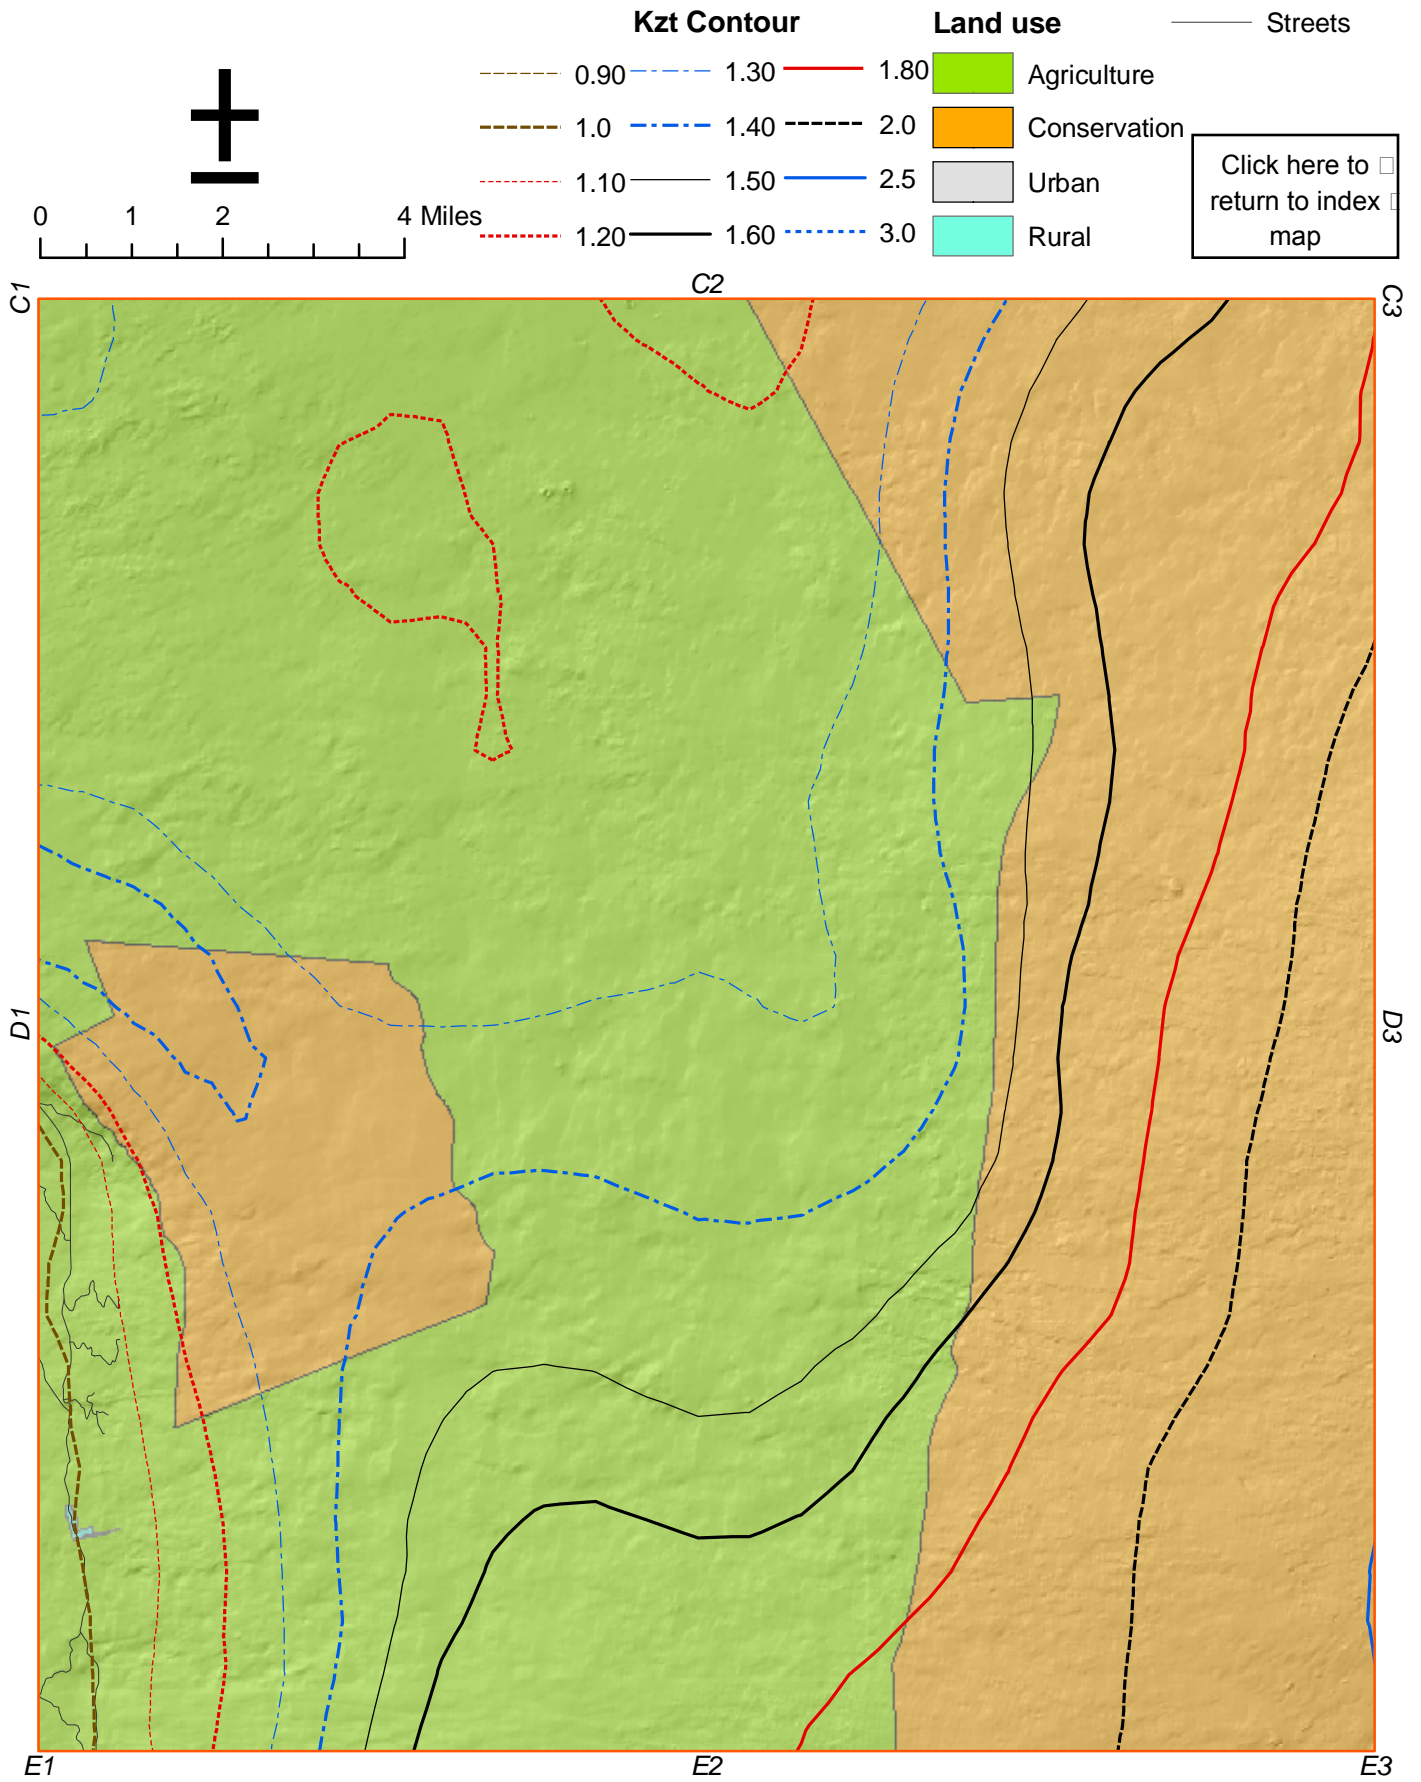 Kzt Contour Land use Streets
0.90 1.30 1.80 Agriculture
1.0 1.40 2.0 Conservation
1.10 1.50 2.5 Urban
1.20 1.60 3.0 Rural
Click here to
return to index
map
0 1 2 4 Miles
C1 C2 C3
D1 D3
E1 E2 E3